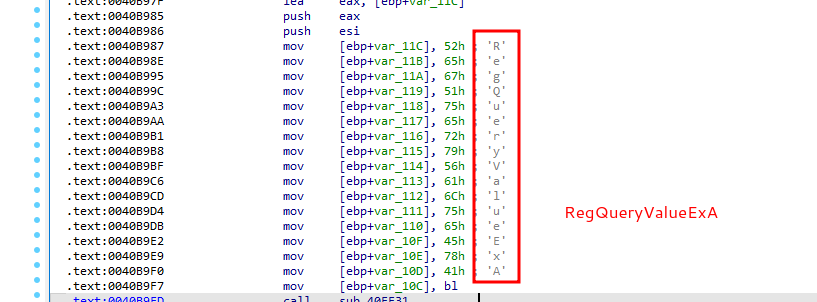 .text:0040B97F lea eax, [ebp+var_11C]
.text:0040B985 push eax
.text:0040B986 push esi
.text:0040B987 mov [ebp+var_11C], 52h ; 'R'
.text:0040B98E mov [ebp+var_11B], 65h ; 'e'
.text:0040B995 mov [ebp+var_11A], 67h ; 'g'
.text:0040B99C mov [ebp+var_119], 51h ; 'Q'
.text:0040B9A3 mov [ebp+var_118], 75h ; 'u'
.text:0040B9AA mov [ebp+var_117], 65h ; 'e'
.text:0040B9B1 mov [ebp+var_116], 72h ; 'r'
.text:0040B9B8 mov [ebp+var_115], 79h ; 'y'
.text:0040B9BF mov [ebp+var_114], 56h ; 'V'
.text:0040B9C6 mov [ebp+var_113], 61h ; 'a'
.text:0040B9CD mov [ebp+var_112], 6Ch ; 'l'
.text:0040B9D4 mov [ebp+var_111], 75h ; 'u'
.text:0040B9DB mov [ebp+var_110], 65h ; 'e'
.text:0040B9E2 mov [ebp+var_10F], 45h ; 'E'
.text:0040B9E9 mov [ebp+var_10E], 78h ; 'x'
.text:0040B9F0 mov [ebp+var_10D], 41h ; 'A'
.text:0040B9F7 mov [ebp+var_10C], bl
.text:0040B9FD call sub_40FF31
RegQueryValueExA